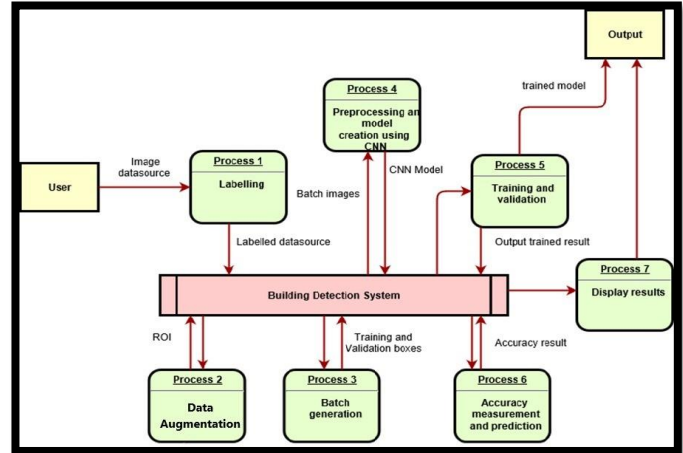 Output
trained model
Process 4
Preprocessing an
model
creation using
CNN
Process 1
Labelling
Image
datasource
User
CNN Model
Batch images
Process 5
Training and
validation
Labelled datasource
Output trained result
Process 7
Display results
Building Detection System
ROI
Training and
Validation boxes
Accuracy result
Process 2
Data
Augmentation
Process 3
Batch
generation
Process 6
Accuracy
measurement
and prediction